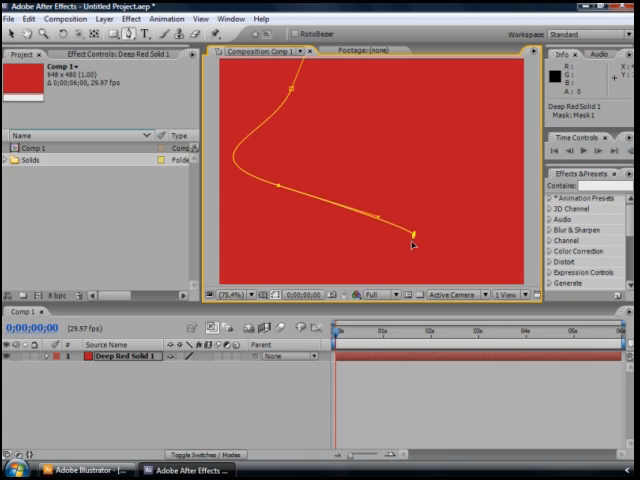 Adobe After Effects - Untitled Project.aep *
File Edit Composition Layer Effect Animation View Window Help
RotoBezier
Workspace: Standard
Project × Effect Controls: Deep Red Solid 1
Composition: Comp 1
Footage: (none)
Info × Audio
Comp 1
648 x 480 (1.00)
Δ 0;00;06;00, 29.97 fps
R :
G :
B :
A : 0
X : 4
Y :
Deep Red Solid 1
Mask: Mask 1
Name
Type
Comp 1
Solids
Folde
Time Controls ×
Effects & Presets ×
Contains:
* Animation Presets
3D Channel
Audio
Blur & Sharpen
Channel
Color Correction
Distort
Expression Controls
Generate
8 bpc
(75.4%)
0;00;00;00
Full
Active Camera
1 View
Comp 1 ×
0;00;00;00
(29.97 fps)
01s 02s 03s 04s 05s
# Source Name
Parent
1 Deep Red Solid 1
None
Toggle Switches / Modes
Adobe Illustrator - [...
Adobe After Effects ...